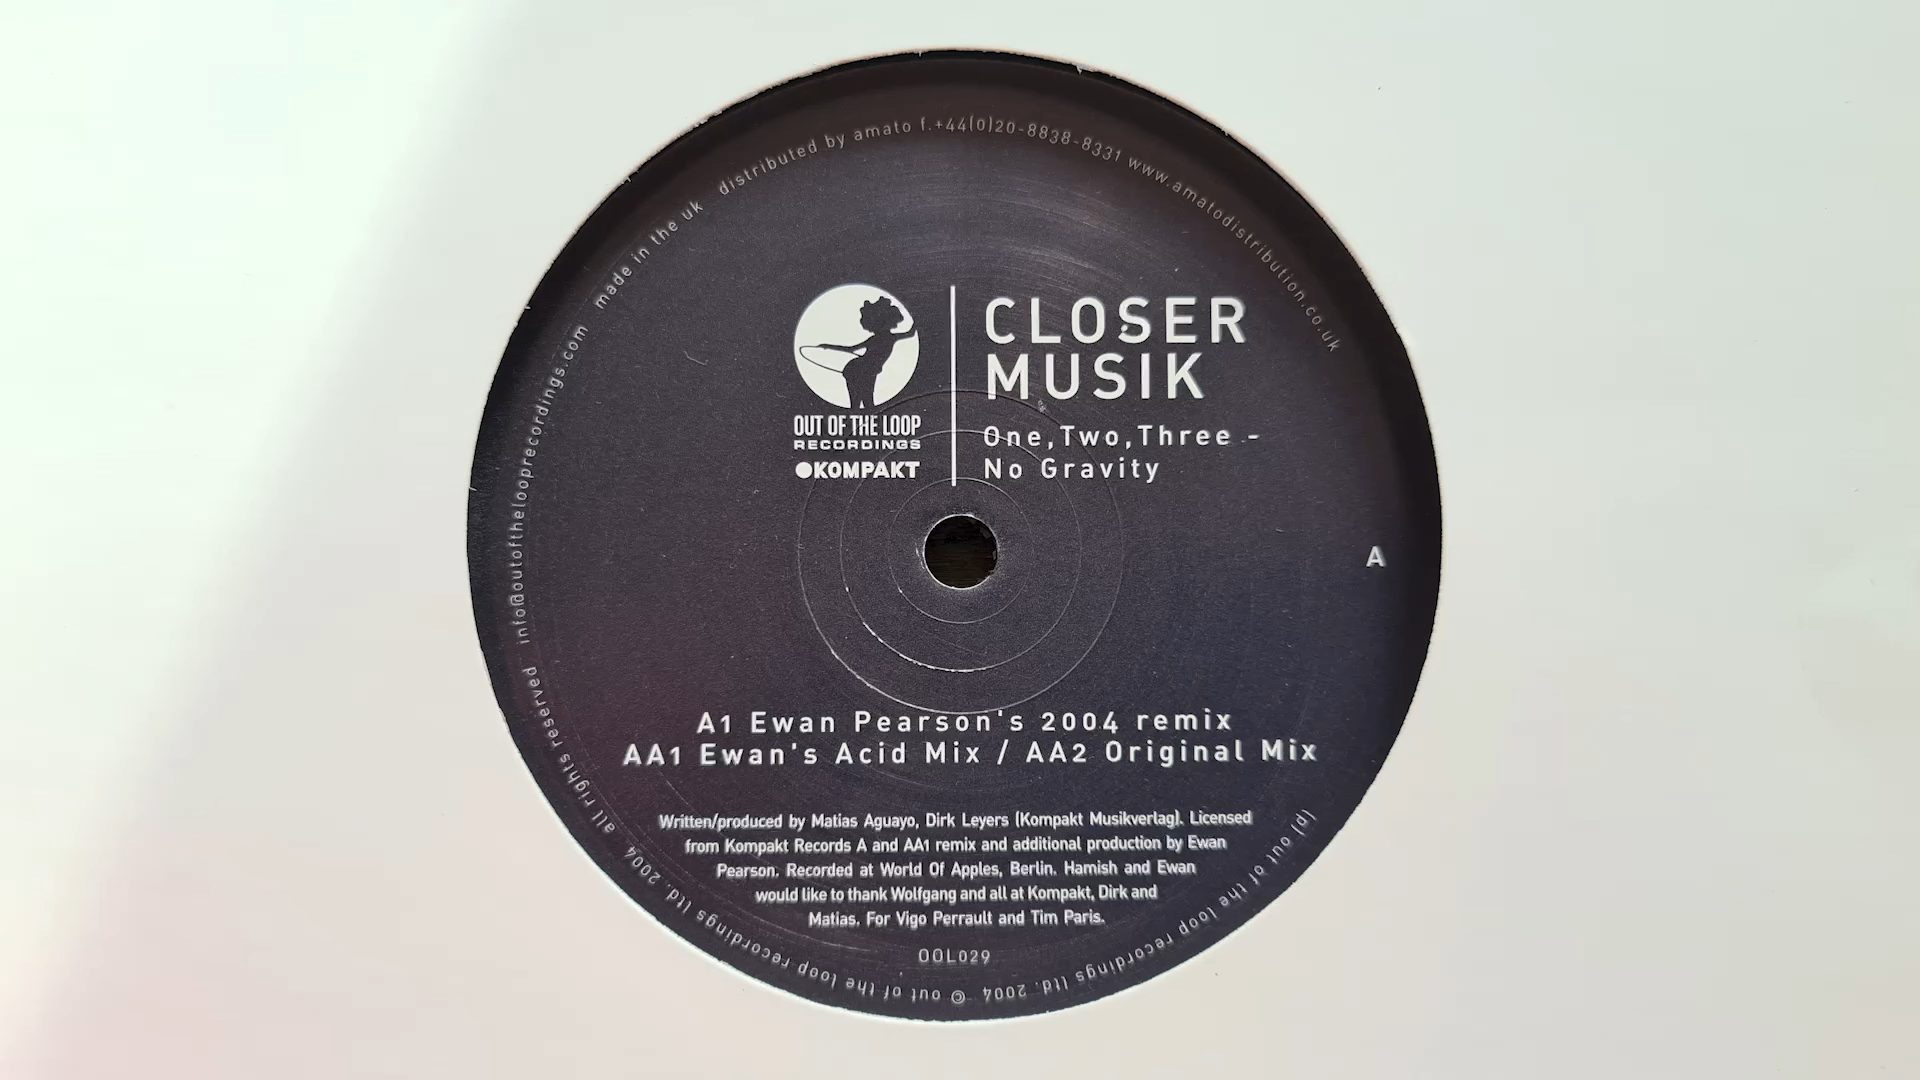 distributed by amato f.+44(0)20-8838-8331 www.amatodistribution.co.uk
made in the uk
info@outofthelooprecordings.com
all rights reserved
(p) out of the loop recordings ltd. 2004 © out of the loop recordings ltd. 2004
OUT OF THE LOOP
RECORDINGS
KOMPAKT
CLOSER
MUSIK
One,Two,Three -
No Gravity
A
A1 Ewan Pearson's 2004 remix
AA1 Ewan's Acid Mix / AA2 Original Mix
Written/produced by Matias Aguayo, Dirk Leyers (Kompakt Musikverlag). Licensed
from Kompakt Records A and AA1 remix and additional production by Ewan
Pearson. Recorded at World Of Apples, Berlin. Hamish and Ewan
would like to thank Wolfgang and all at Kompakt, Dirk and
Matias. For Vigo Perrault and Tim Paris.
OOL029